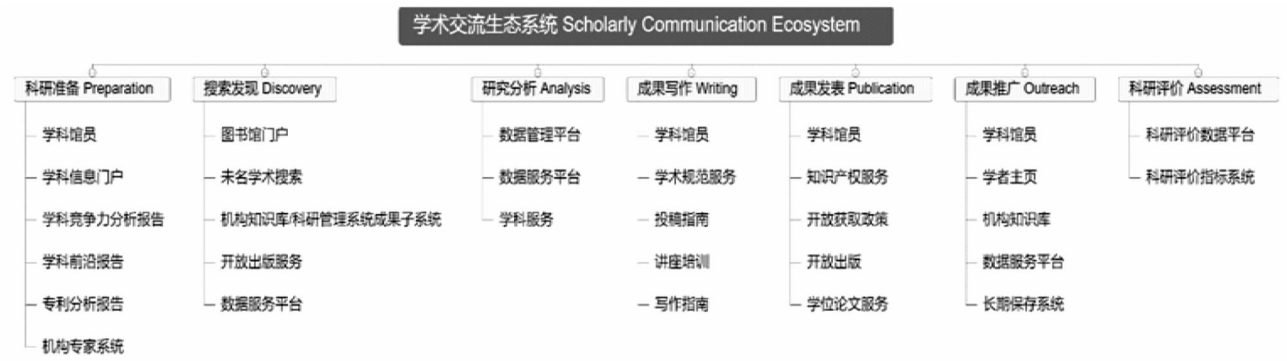 学术交流生态系统 Scholarly Communication Ecosystem
科研准备 Preparation
学科馆员
学科信息门户
学科竞争力分析报告
学科前沿报告
专利分析报告
机构专家系统
搜索发现 Discovery
图书馆门户
未名学术搜索
机构知识库/科研管理系统成果子系统
开放出版服务
数据服务平台
研究分析 Analysis
数据管理平台
数据服务平台
学科服务
成果写作 Writing
学科馆员
学术规范服务
投稿指南
讲座培训
写作指南
成果发表 Publication
学科馆员
知识产权服务
开放获取政策
开放出版
学位论文服务
成果推广 Outreach
学科馆员
学者主页
机构知识库
数据服务平台
长期保存系统
科研评价 Assessment
科研评价数据平台
科研评价指标系统